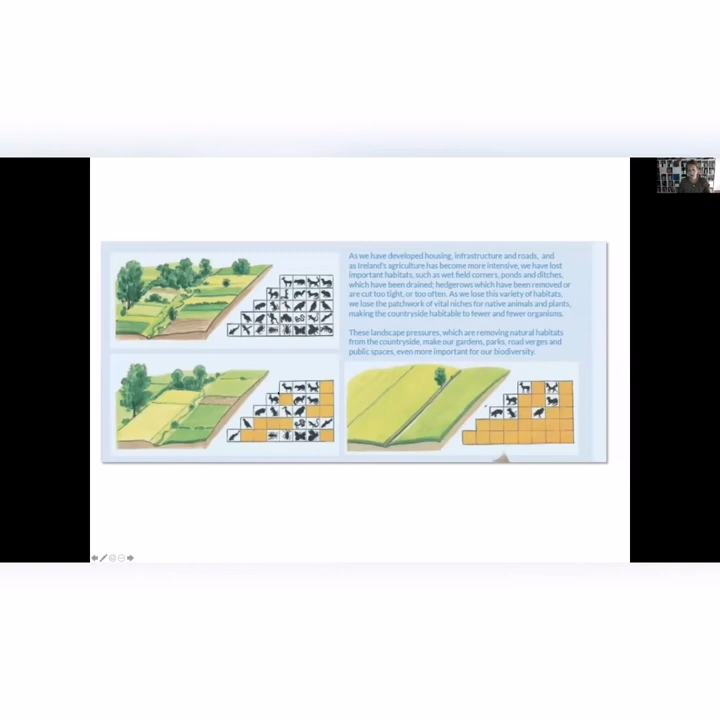 As we have developed housing, infrastructure and roads, and
as Ireland's agriculture has become more intensive, we have lost
important habitats, such as wet field corners, ponds and ditches,
which have been drained; hedgerows which have been removed or
are cut too tight, or too often. As we lose this variety of habitats,
we lose the patchwork of vital niches for native animals and plants,
making the countryside habitable to fewer and fewer organisms.
These landscape pressures, which are removing natural habitats
from the countryside, make our gardens, parks, road verges and
public spaces, even more important for our biodiversity.